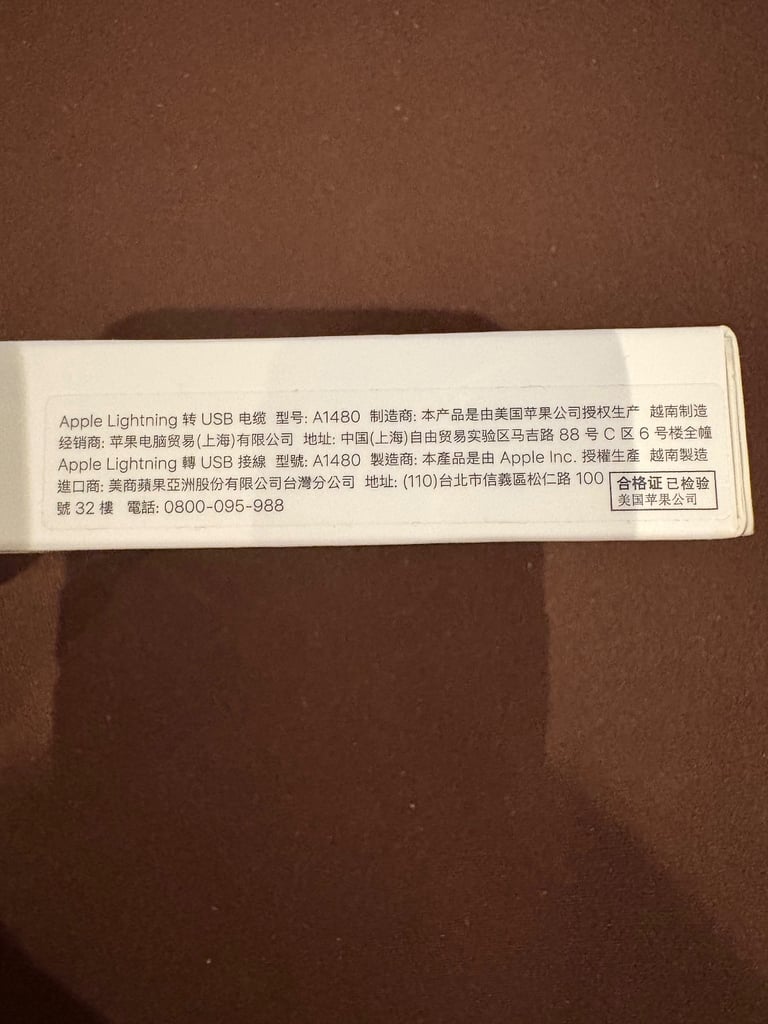 Apple Lightning 转 USB 电缆 型号: A1480 制造商: 本产品是由美国苹果公司授权生产 越南制造
经销商: 苹果电脑贸易(上海)有限公司 地址: 中国(上海)自由贸易实验区马吉路 88 号 C 区 6 号楼全幢
Apple Lightning 轉 USB 接線 型號: A1480 製造商: 本產品是由 Apple Inc. 授權生產 越南製造
進口商: 美商蘋果亞洲股份有限公司台灣分公司 地址: (110)台北市信義區松仁路 100
號 32 樓 電話: 0800-095-988
合格证 已检验
美国苹果公司